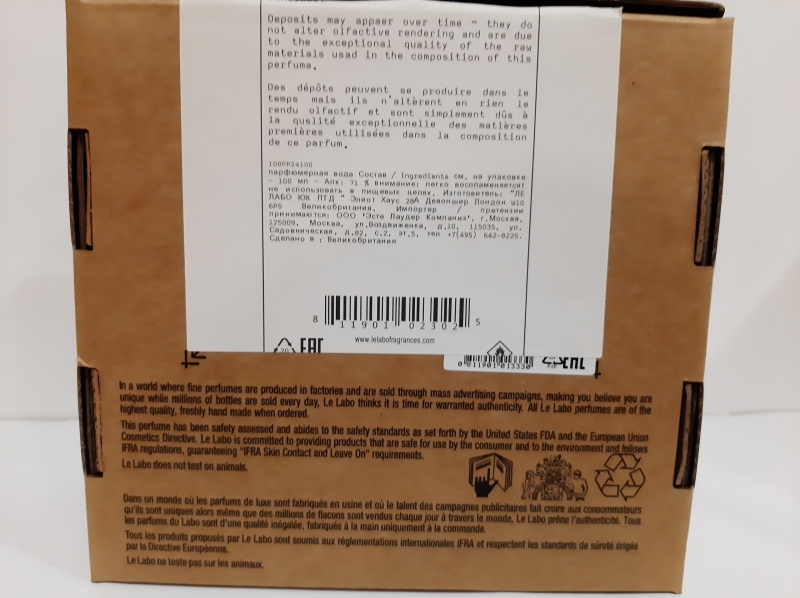 Deposits may appaer over time - they do
not alter olfactive rendering and are due
to the exceptional quality of the raw
materials usad in the composition of this
perfuma.
Des dépôts peuvent se produire dans le
temps mais ils n'altèrent en rien le
rendu olfactif et sont simplement dûs à
la qualité exceptionnelle des matières
premières utilisées dans la composition
de ce parfum.
100PP24100
парфюмерная вода Состав / Ingredients см. на упаковке
- 100 мл - Алк: 71 % внимание: легко воспламеняется!
не использовать в пищевых целях. Изготовитель: "ЛЕ
ЛАБО ЮК ЛТД " Элиот Хаус 28А Девоншир Лондон W1G
6PS Великобритания, Импортер / претензии
принимаются: ООО "Эсте Лаудер Компаниз", г.Москва,
125009, Москва, ул.Воздвиженка, д.10, 115035, ул.
Садовническая, д.82, с.2, эт.5, тел +7(495) 642-8225.
Сделано в : Великобритания
8 11901 02302 5
www.lelabofragrances.com
20 EAC
0 011901 013330 EAC
In a world where fine perfumes are produced in factories and are sold through mass advertising campaigns, making you believe you are
unique while millions of bottles are sold every day, Le Labo thinks it is time for warranted authenticity. All Le Labo perfumes are of the
highest quality, freshly hand made when ordered.
This perfume has been safety assessed and abides to the safety standards as set forth by the United States FDA and the European Union
Cosmetics Directive. Le Labo is committed to providing products that are safe for use by the consumer and to the environment and follows
IFRA regulations, guaranteeing "IFRA Skin Contact and Leave On" requirements.
Le Labo does not test on animals.
Dans un monde où les parfums de luxe sont fabriqués en usine et où le talent des campagnes publicitaires fait croire aux consommateurs
qu'ils sont uniques alors même que des millions de flacons sont vendus chaque jour à travers le monde, Le Labo prône l'authenticité. Tous
les parfums du Labo sont d'une qualité inégalée, fabriqués à la main uniquement à la commande.
Tous les produits proposés par Le Labo sont soumis aux réglementations internationales IFRA et respectent les standards de sûreté érigés
par la Directive Européenne.
Le Labo ne teste pas sur les animaux.